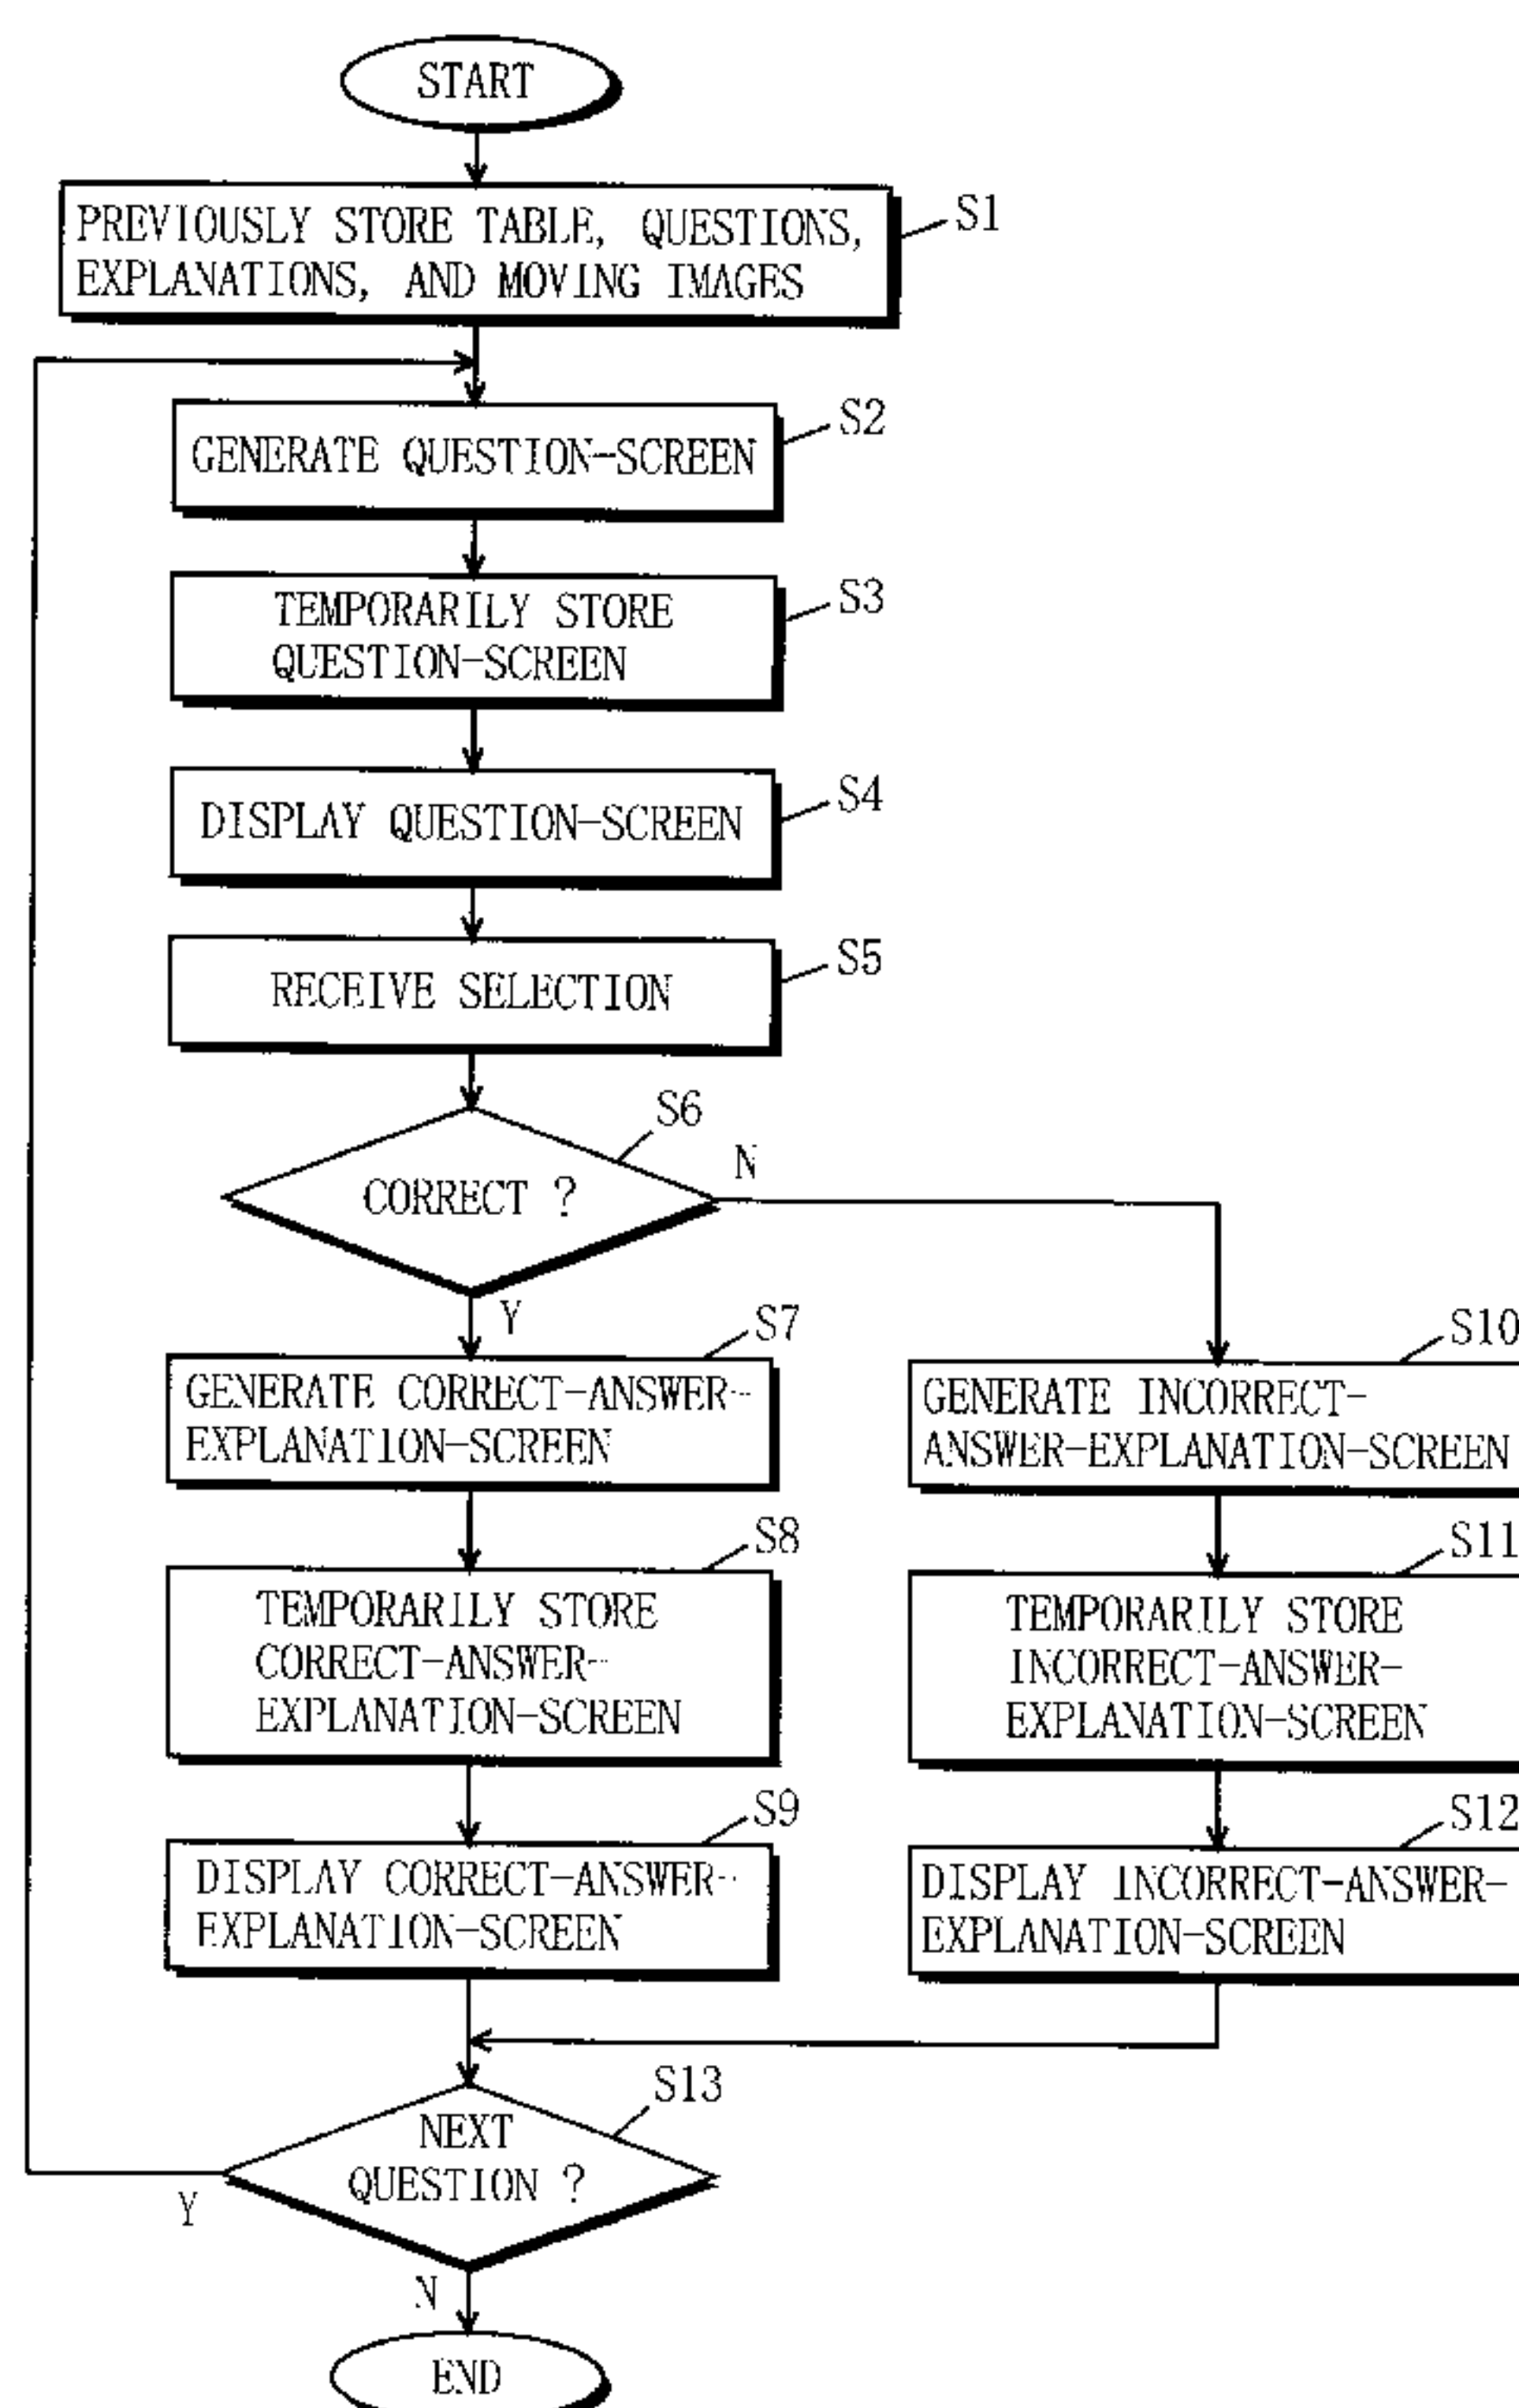 START
PREVIOUSLY STORE TABLE, QUESTIONS,
EXPLANATIONS, AND MOVING IMAGES
S1
GENERATE QUESTION-SCREEN
S2
TEMPORARILY STORE
QUESTION-SCREEN
S3
DISPLAY QUESTION-SCREEN
S4
RECEIVE SELECTION
S5
CORRECT ?
S6
N
Y
GENERATE CORRECT-ANSWER-
EXPLANATION-SCREEN
S7
GENERATE INCORRECT-
ANSWER-EXPLANATION-SCREEN
S10
TEMPORARILY STORE
CORRECT-ANSWER-
EXPLANATION-SCREEN
S8
TEMPORARILY STORE
INCORRECT-ANSWER-
EXPLANATION-SCREEN
S11
DISPLAY CORRECT-ANSWER-
EXPLANATION-SCREEN
S9
DISPLAY INCORRECT-ANSWER-
EXPLANATION-SCREEN
S12
NEXT
QUESTION ?
S13
Y
N
END